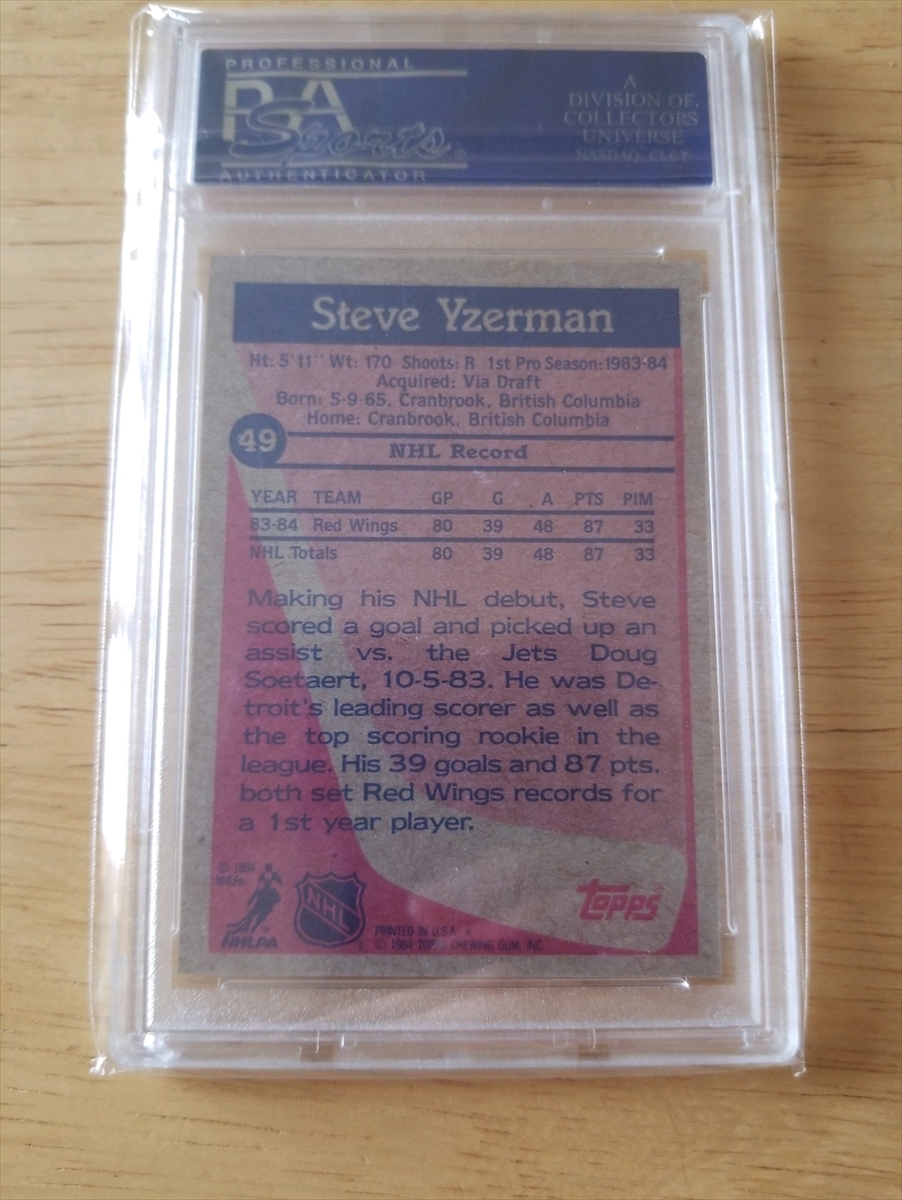 PROFESSIONAL
PSA
Sports
AUTHENTICATOR
A
DIVISION OF
COLLECTORS
UNIVERSE
NASDAQ: CLCT
Steve Yzerman
Ht: 5'11" Wt: 170 Shoots: R 1st Pro Season: 1983-84
Acquired: Via Draft
Born: 5-9-65, Cranbrook, British Columbia
Home: Cranbrook, British Columbia
49
NHL Record
YEAR TEAM GP G A PTS PIM
83-84 Red Wings 80 39 48 87 33
NHL Totals 80 39 48 87 33
Making his NHL debut, Steve
scored a goal and picked up an
assist vs. the Jets Doug
Soetaert, 10-5-83. He was De-
troit's leading scorer as well as
the top scoring rookie in the
league. His 39 goals and 87 pts.
both set Red Wings records for
a 1st year player.
© 1984
NHLPA
NHL
topps
PRINTED IN U.S.A.
© 1984 TOPPS CHEWING GUM, INC.